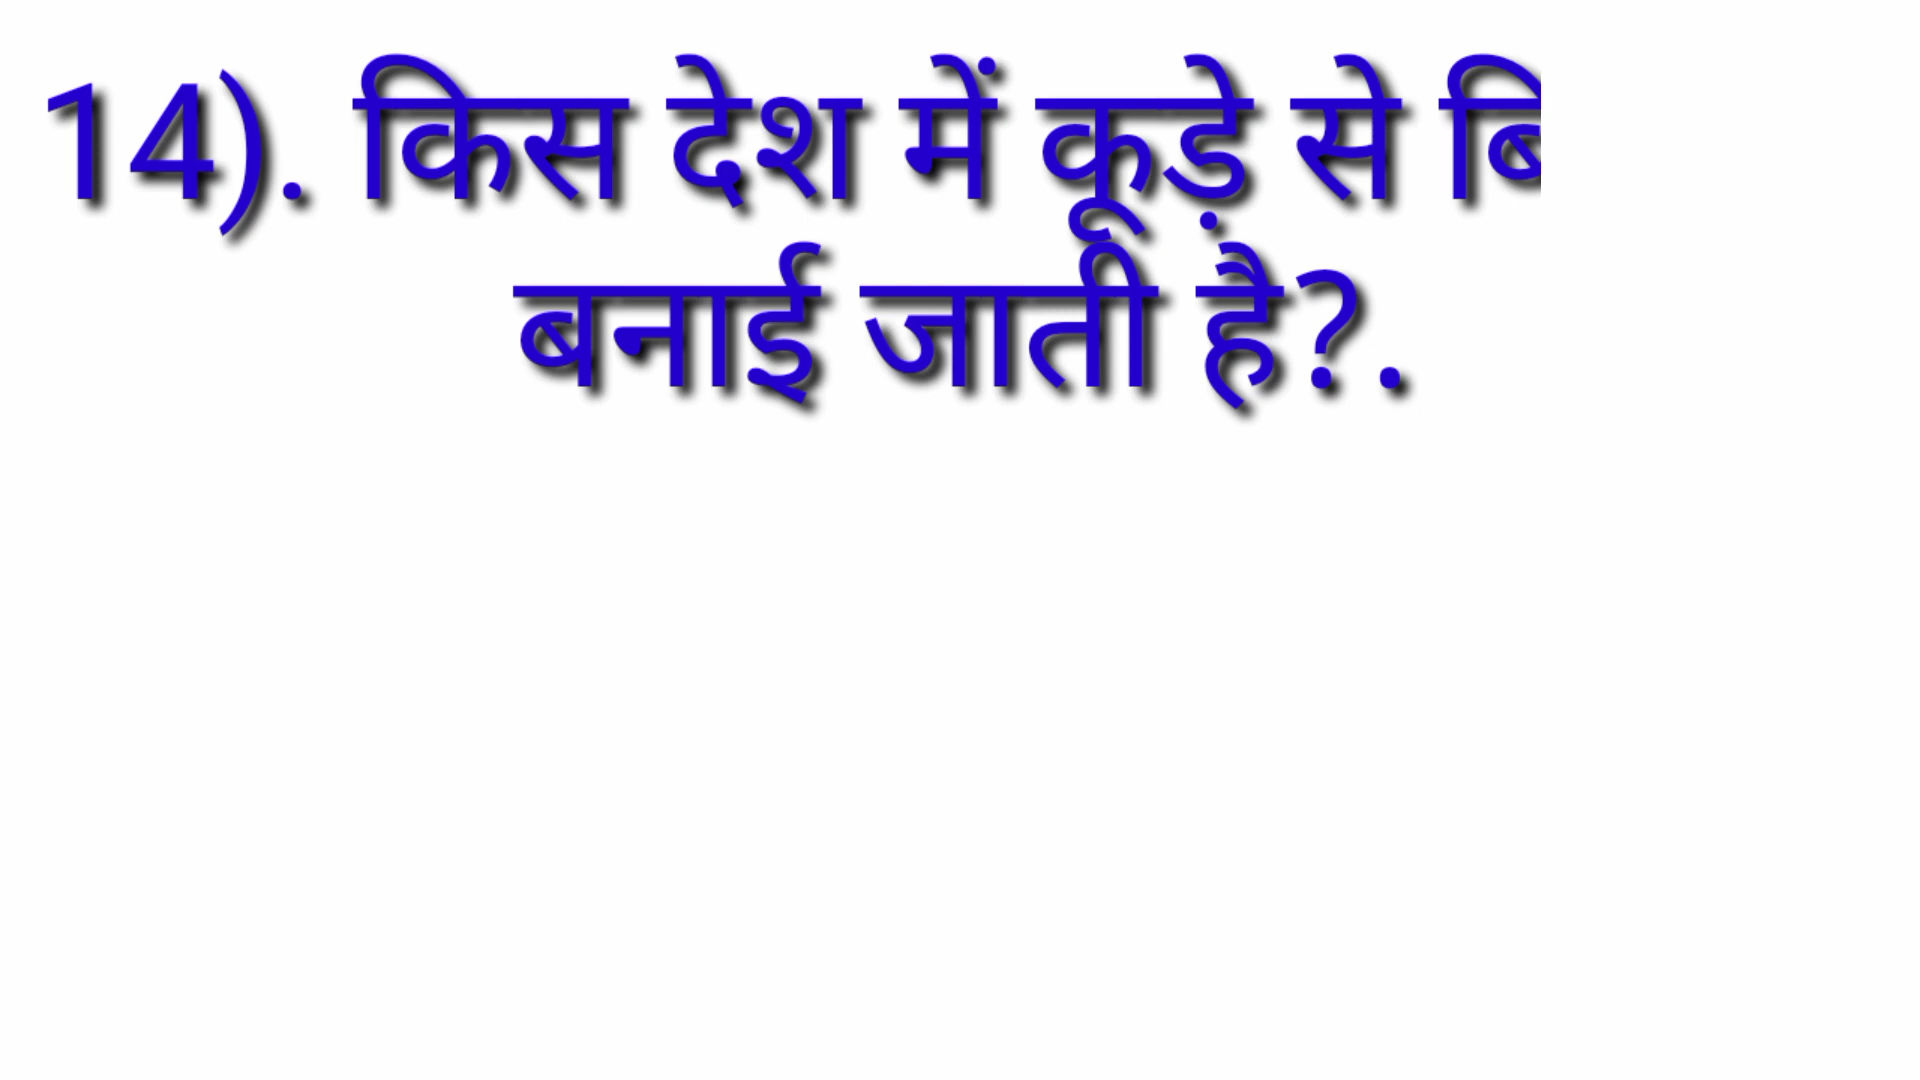 14). किस देश में कूड़े से
बनाई जाती है?.